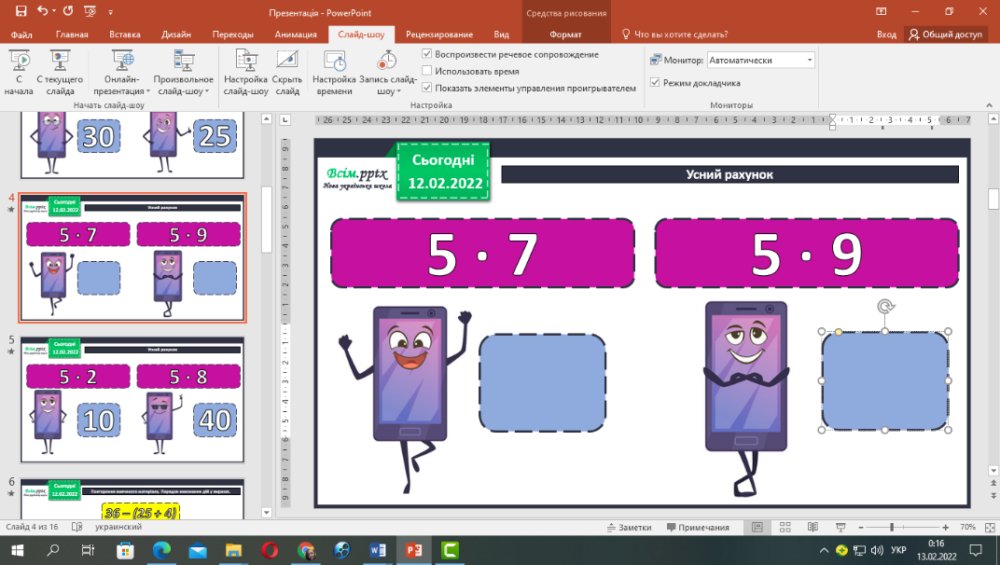 Презентація - PowerPoint
Средства рисования
Файл Главная Вставка Дизайн Переходы Анимация Слайд-шоу Рецензирование Вид Формат Что вы хотите сделать? Вход Общий доступ
С начала
С текущего слайда
Онлайн-презентация
Произвольное слайд-шоу
Начать слайд-шоу
Настройка слайд-шоу
Скрыть слайд
Настройка времени
Запись слайд-шоу
Воспроизвести речевое сопровождение
Использовать время
Показать элементы управления проигрывателем
Настройка
Монитор: Автоматически
Режим докладчика
Мониторы
30 25
4
Сьогодні
12.02.2022
Усний рахунок
5 · 7 5 · 9
5
Сьогодні
12.02.2022
Усний рахунок
5 · 2 5 · 8
10 40
6
Сьогодні
12.02.2022
Повторення вивченого матеріалу. Порядок виконання дій у виразах.
36 − (25 + 4)
Всім.pptx
Нова українська школа
Сьогодні
12.02.2022
Усний рахунок
5 · 7 5 · 9
Слайд 4 из 16 украинский Заметки Примечания 70%
УКР 0:16
13.02.2022